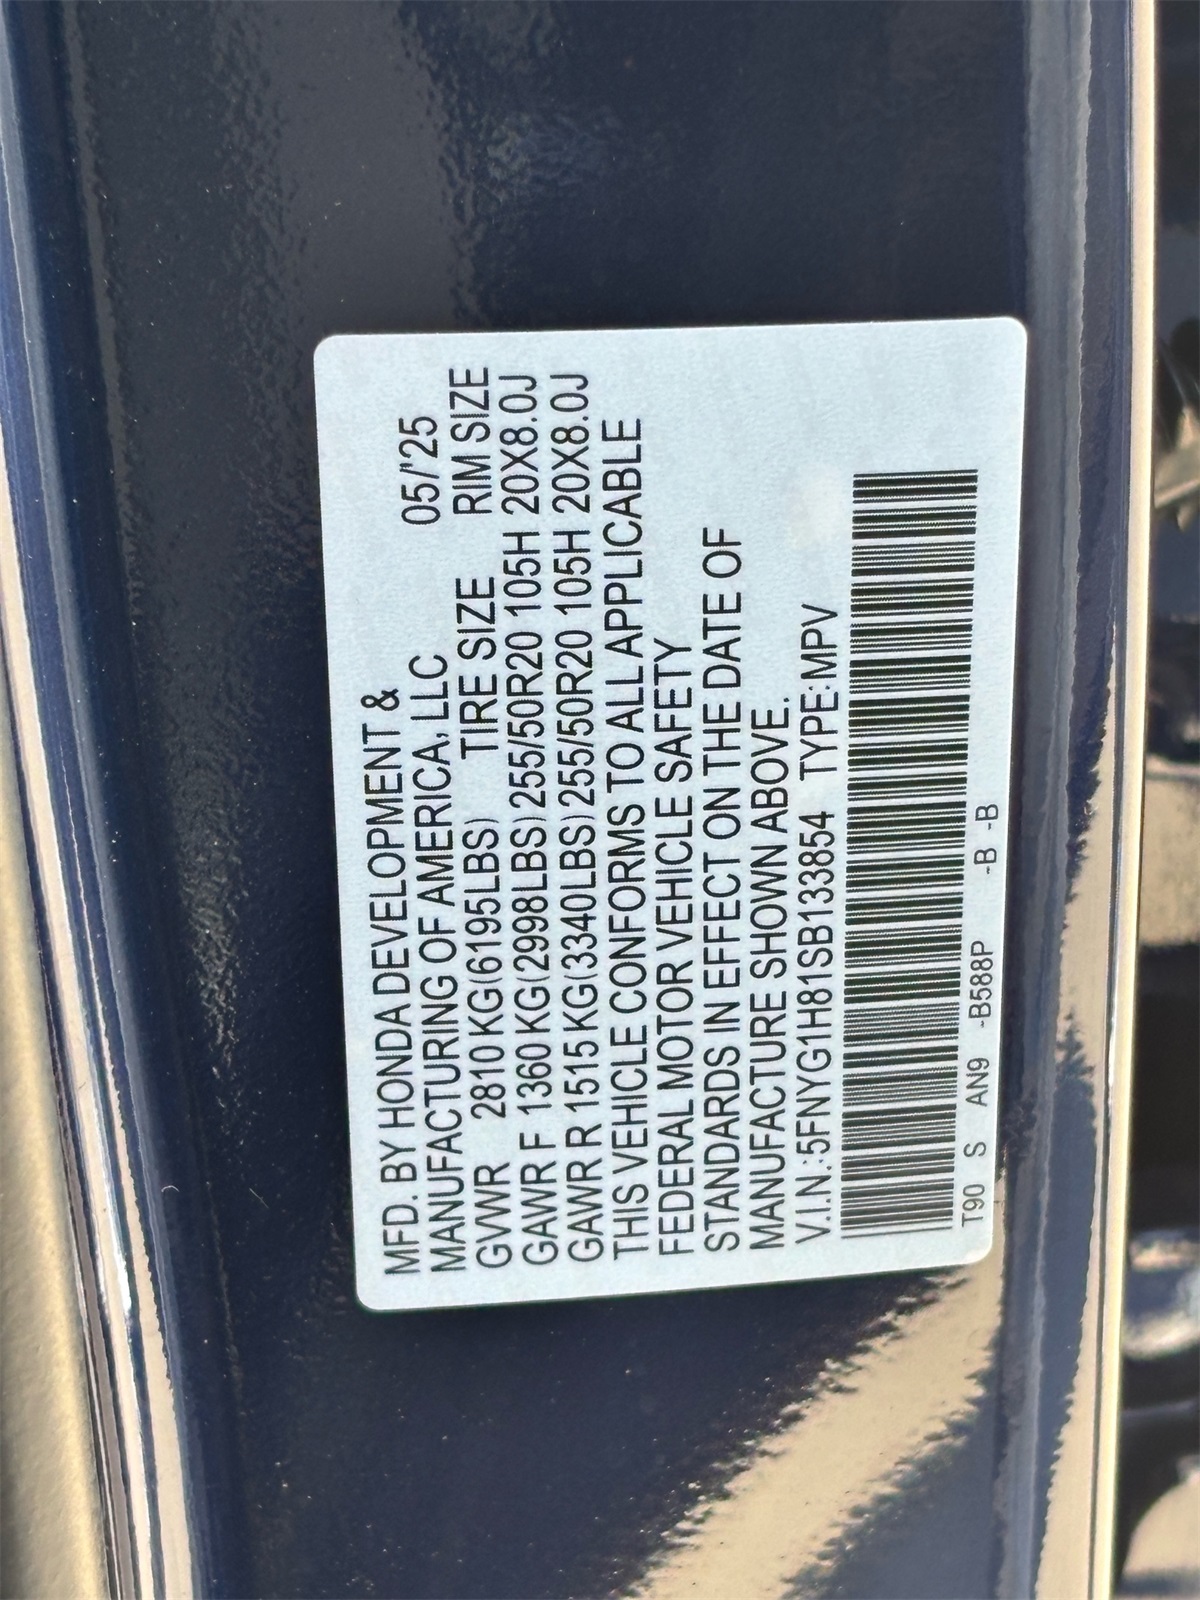 MFD. BY HONDA DEVELOPMENT &
MANUFACTURING OF AMERICA, LLC 05/'25
GVWR 2810 KG (6195LBS) TIRE SIZE RIM SIZE
GAWR F 1360 KG (2998LBS) 255/50R20 105H 20X8.0J
GAWR R 1515 KG (3340LBS) 255/50R20 105H 20X8.0J
THIS VEHICLE CONFORMS TO ALL APPLICABLE
FEDERAL MOTOR VEHICLE SAFETY
STANDARDS IN EFFECT ON THE DATE OF
MANUFACTURE SHOWN ABOVE.
V.I.N.:5FNYG1H81SB133854 TYPE:MPV
T90 S AN9 -B588P -B -B